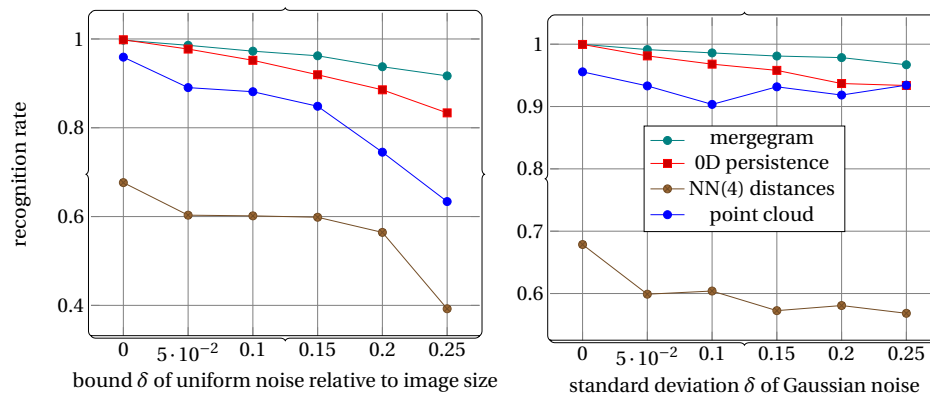 1
0.8
0.6
0.4
recognition rate
0 5·10⁻² 0.1 0.15 0.2 0.25
bound δ of uniform noise relative to image size
1
0.9
0.8
0.7
0.6
mergegram
0D persistence
NN(4) distances
point cloud
0 5·10⁻² 0.1 0.15 0.2 0.25
standard deviation δ of Gaussian noise